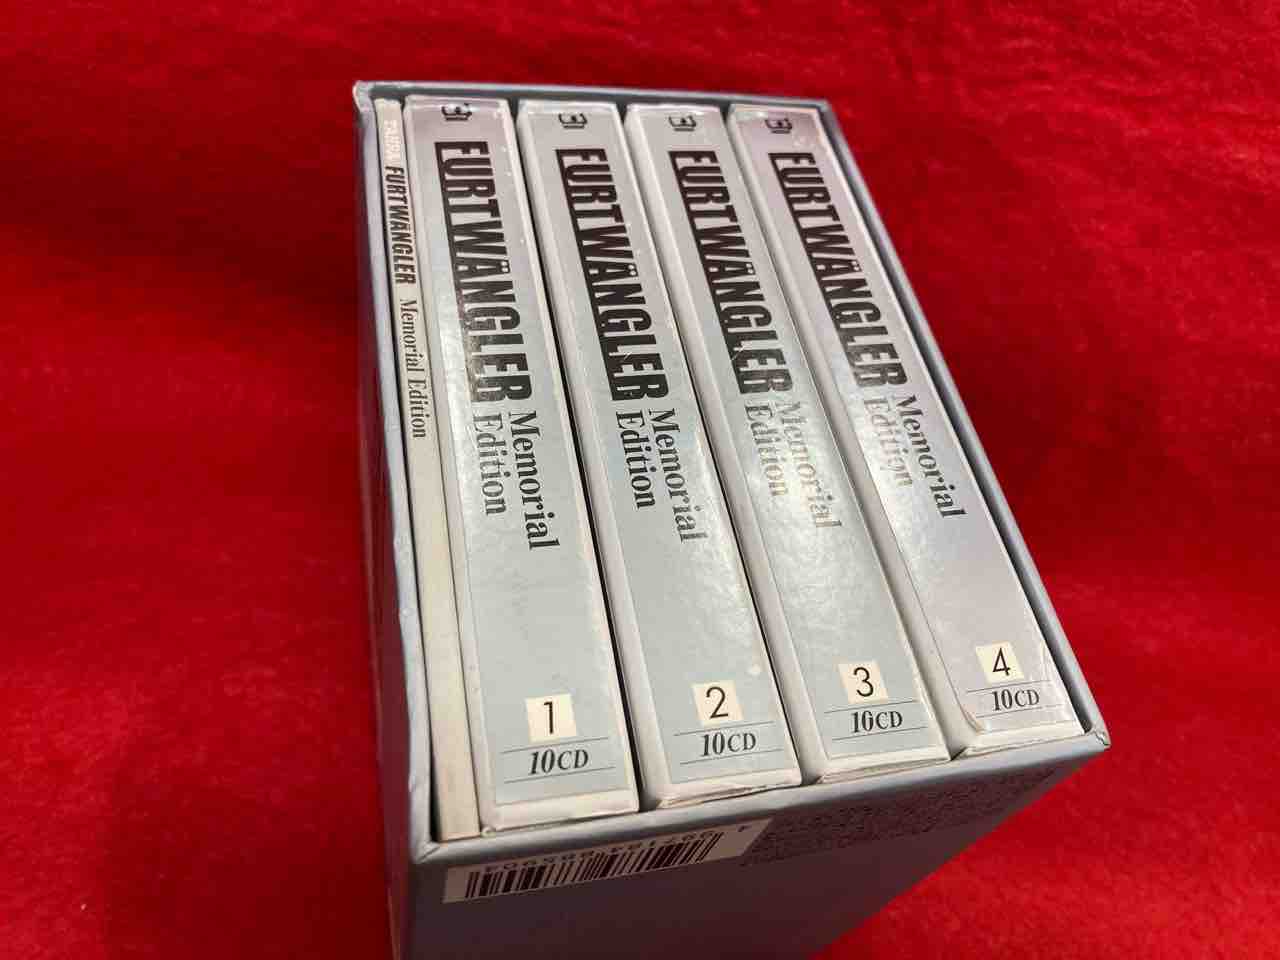 TAHRA FURTWÄNGLER Memorial Edition
FURTWÄNGLER
Memorial
Edition
1
10CD
FURTWÄNGLER
Memorial
Edition
2
10CD
FURTWÄNGLER
Memorial
Edition
3
10CD
FURTWÄNGLER
Memorial
Edition
4
10CD